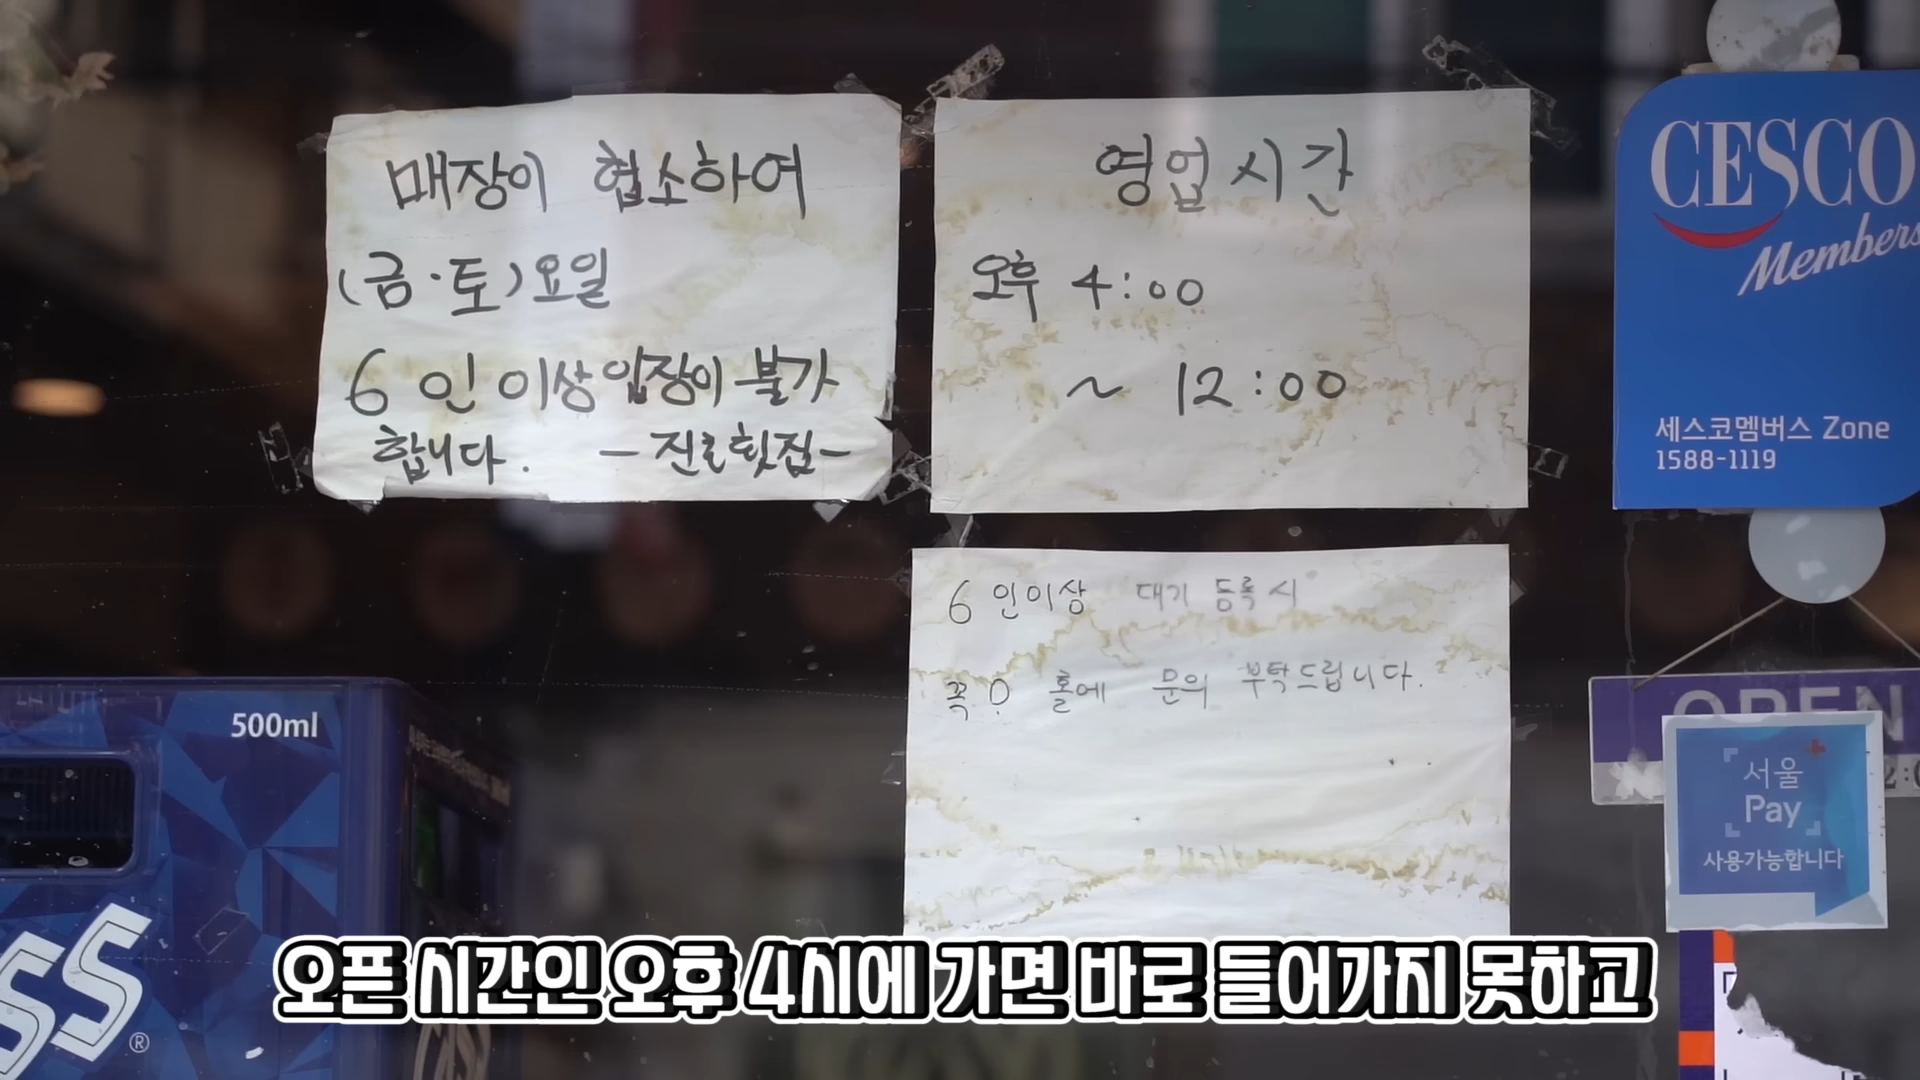 매장이 협소하여
(금·토)요일
6인 이상 입장이 불가
합니다. -진로횟집-
영업시간
오후 4:00
~ 12:00
6인이상 대기 등록시
꼭 홀에 문의 부탁드립니다.
CESCO
Members
세스코멤버스 Zone
1588-1119
OPEN
서울
Pay
사용가능합니다
500ml
오픈 시간인 오후 4시에 가면 바로 들어가지 못하고